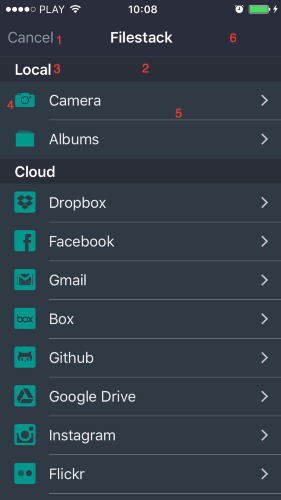 PLAY 10:08
Cancel 1 Filestack 6
Local 3 2
4 Camera 5
Albums
Cloud
Dropbox
Facebook
Gmail
box Box
Github
Google Drive
Instagram
Flickr